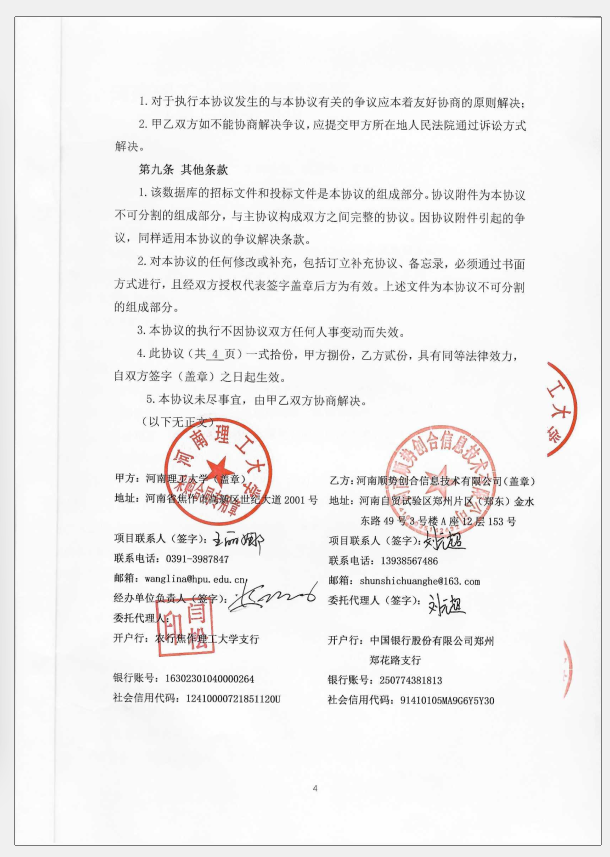 1.对于执行本协议发生的与本协议有关的争议应本着友好协商的原则解决；
2.甲乙双方如不能协商解决争议，应提交甲方所在地人民法院通过诉讼方式
解决。
第九条 其他条款
1.该数据库的招标文件和投标文件是本协议的组成部分。协议附件为本协议
不可分割的组成部分，与主协议构成双方之间完整的协议。因协议附件引起的争
议，同样适用本协议的争议解决条款。
2.对本协议的任何修改或补充，包括订立补充协议、备忘录，必须通过书面
方式进行，且经双方授权代表签字盖章后方为有效。上述文件为本协议不可分割
的组成部分。
3.本协议的执行不因协议双方任何人事变动而失效。
4.此协议（共 4 页）一式拾份，甲方捌份，乙方贰份，具有同等法律效力，
自双方签字（盖章）之日起生效。
5.本协议未尽事宜，由甲乙双方协商解决。
（以下无正文）
河南理工大学
采购合同专用章
甲方：河南理工大学（盖章）
地址：河南省焦作市高新区世纪大道 2001 号
项目联系人（签字）：王丽娜
联系电话：0391-3987847
邮箱：wanglina@hpu.edu.cn
经办单位负责人（签字）：
委托代理人：
闫松印
开户行：农行焦作理工大学支行
银行账号：16302301040000264
社会信用代码：12410000721851120U
乙方：河南顺势创合信息技术有限公司（盖章）
地址：河南自贸试验区郑州片区（郑东）金水
东路 49 号 3 号楼 A 座 12 层 153 号
项目联系人（签字）：
联系电话：13938567486
邮箱：shunshichuanghe@163.com
委托代理人（签字）：
开户行：中国银行股份有限公司郑州
郑花路支行
银行账号：250774381813
社会信用代码：91410105MA9G6Y5Y30
工大学
4